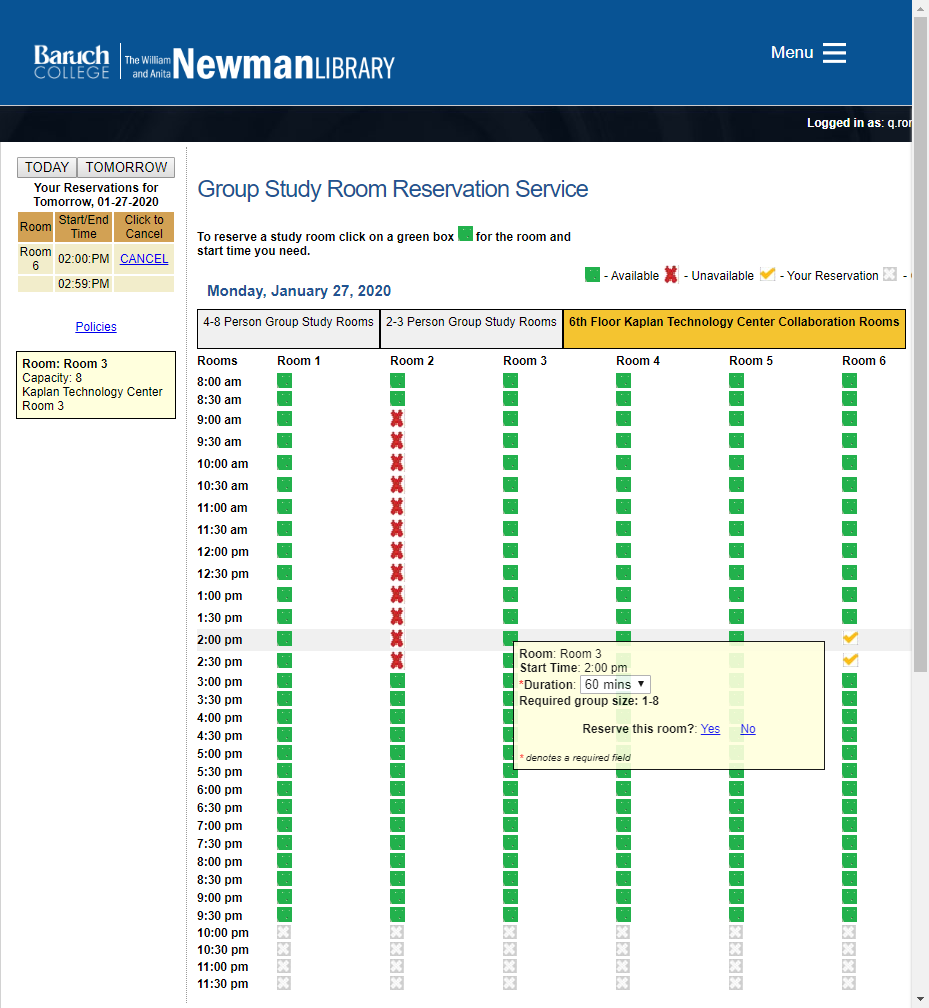 Baruch COLLEGE The William and Anita Newman LIBRARY
Menu
Logged in as: q.ror
TODAY TOMORROW
Your Reservations for
Tomorrow, 01-27-2020
Room Start/End Time Click to Cancel
Room 6 02:00:PM CANCEL
02:59:PM
Policies
Room: Room 3
Capacity: 8
Kaplan Technology Center
Room 3
Group Study Room Reservation Service
To reserve a study room click on a green box for the room and
start time you need.
- Available - Unavailable - Your Reservation -
Monday, January 27, 2020
4-8 Person Group Study Rooms 2-3 Person Group Study Rooms 6th Floor Kaplan Technology Center Collaboration Rooms
Rooms Room 1 Room 2 Room 3 Room 4 Room 5 Room 6
8:00 am
8:30 am
9:00 am
9:30 am
10:00 am
10:30 am
11:00 am
11:30 am
12:00 pm
12:30 pm
1:00 pm
1:30 pm
2:00 pm
2:30 pm
3:00 pm
3:30 pm
4:00 pm
4:30 pm
5:00 pm
5:30 pm
6:00 pm
6:30 pm
7:00 pm
7:30 pm
8:00 pm
8:30 pm
9:00 pm
9:30 pm
10:00 pm
10:30 pm
11:00 pm
11:30 pm
Room: Room 3
Start Time: 2:00 pm
*Duration: 60 mins
Required group size: 1-8
Reserve this room?: Yes No
* denotes a required field